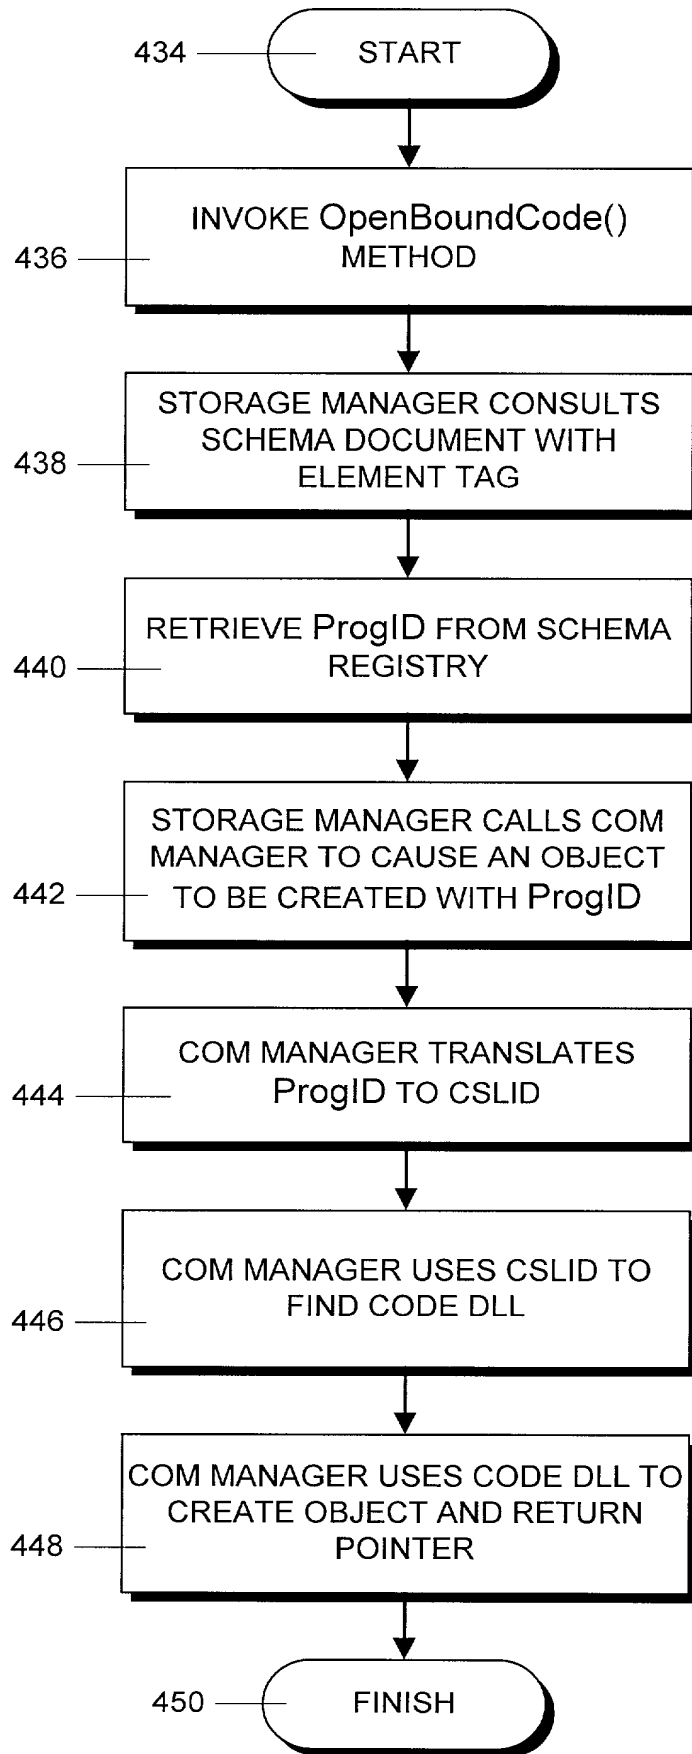 434
START
INVOKE OpenBoundCode()
METHOD
436
STORAGE MANAGER CONSULTS
SCHEMA DOCUMENT WITH
ELEMENT TAG
438
RETRIEVE ProgID FROM SCHEMA
REGISTRY
440
STORAGE MANAGER CALLS COM
MANAGER TO CAUSE AN OBJECT
TO BE CREATED WITH ProgID
442
COM MANAGER TRANSLATES
ProgID TO CSLID
444
COM MANAGER USES CSLID TO
FIND CODE DLL
446
COM MANAGER USES CODE DLL TO
CREATE OBJECT AND RETURN
POINTER
448
450
FINISH